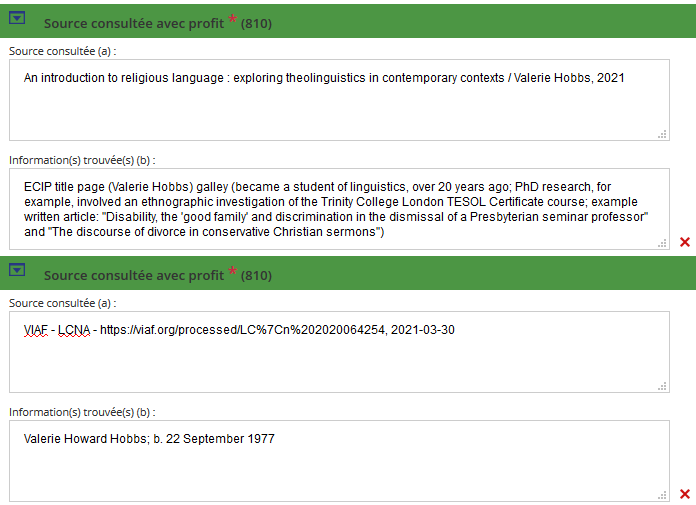 Source consultée avec profit * (810)
Source consultée (a) :
An introduction to religious language : exploring theolinguistics in contemporary contexts / Valerie Hobbs, 2021
Information(s) trouvée(s) (b) :
ECIP title page (Valerie Hobbs) galley (became a student of linguistics, over 20 years ago; PhD research, for
example, involved an ethnographic investigation of the Trinity College London TESOL Certificate course; example
written article: "Disability, the 'good family' and discrimination in the dismissal of a Presbyterian seminar professor"
and "The discourse of divorce in conservative Christian sermons")
Source consultée avec profit * (810)
Source consultée (a) :
VIAF - LCNA - https://viaf.org/processed/LC%7Cn%202020064254, 2021-03-30
Information(s) trouvée(s) (b) :
Valerie Howard Hobbs; b. 22 September 1977